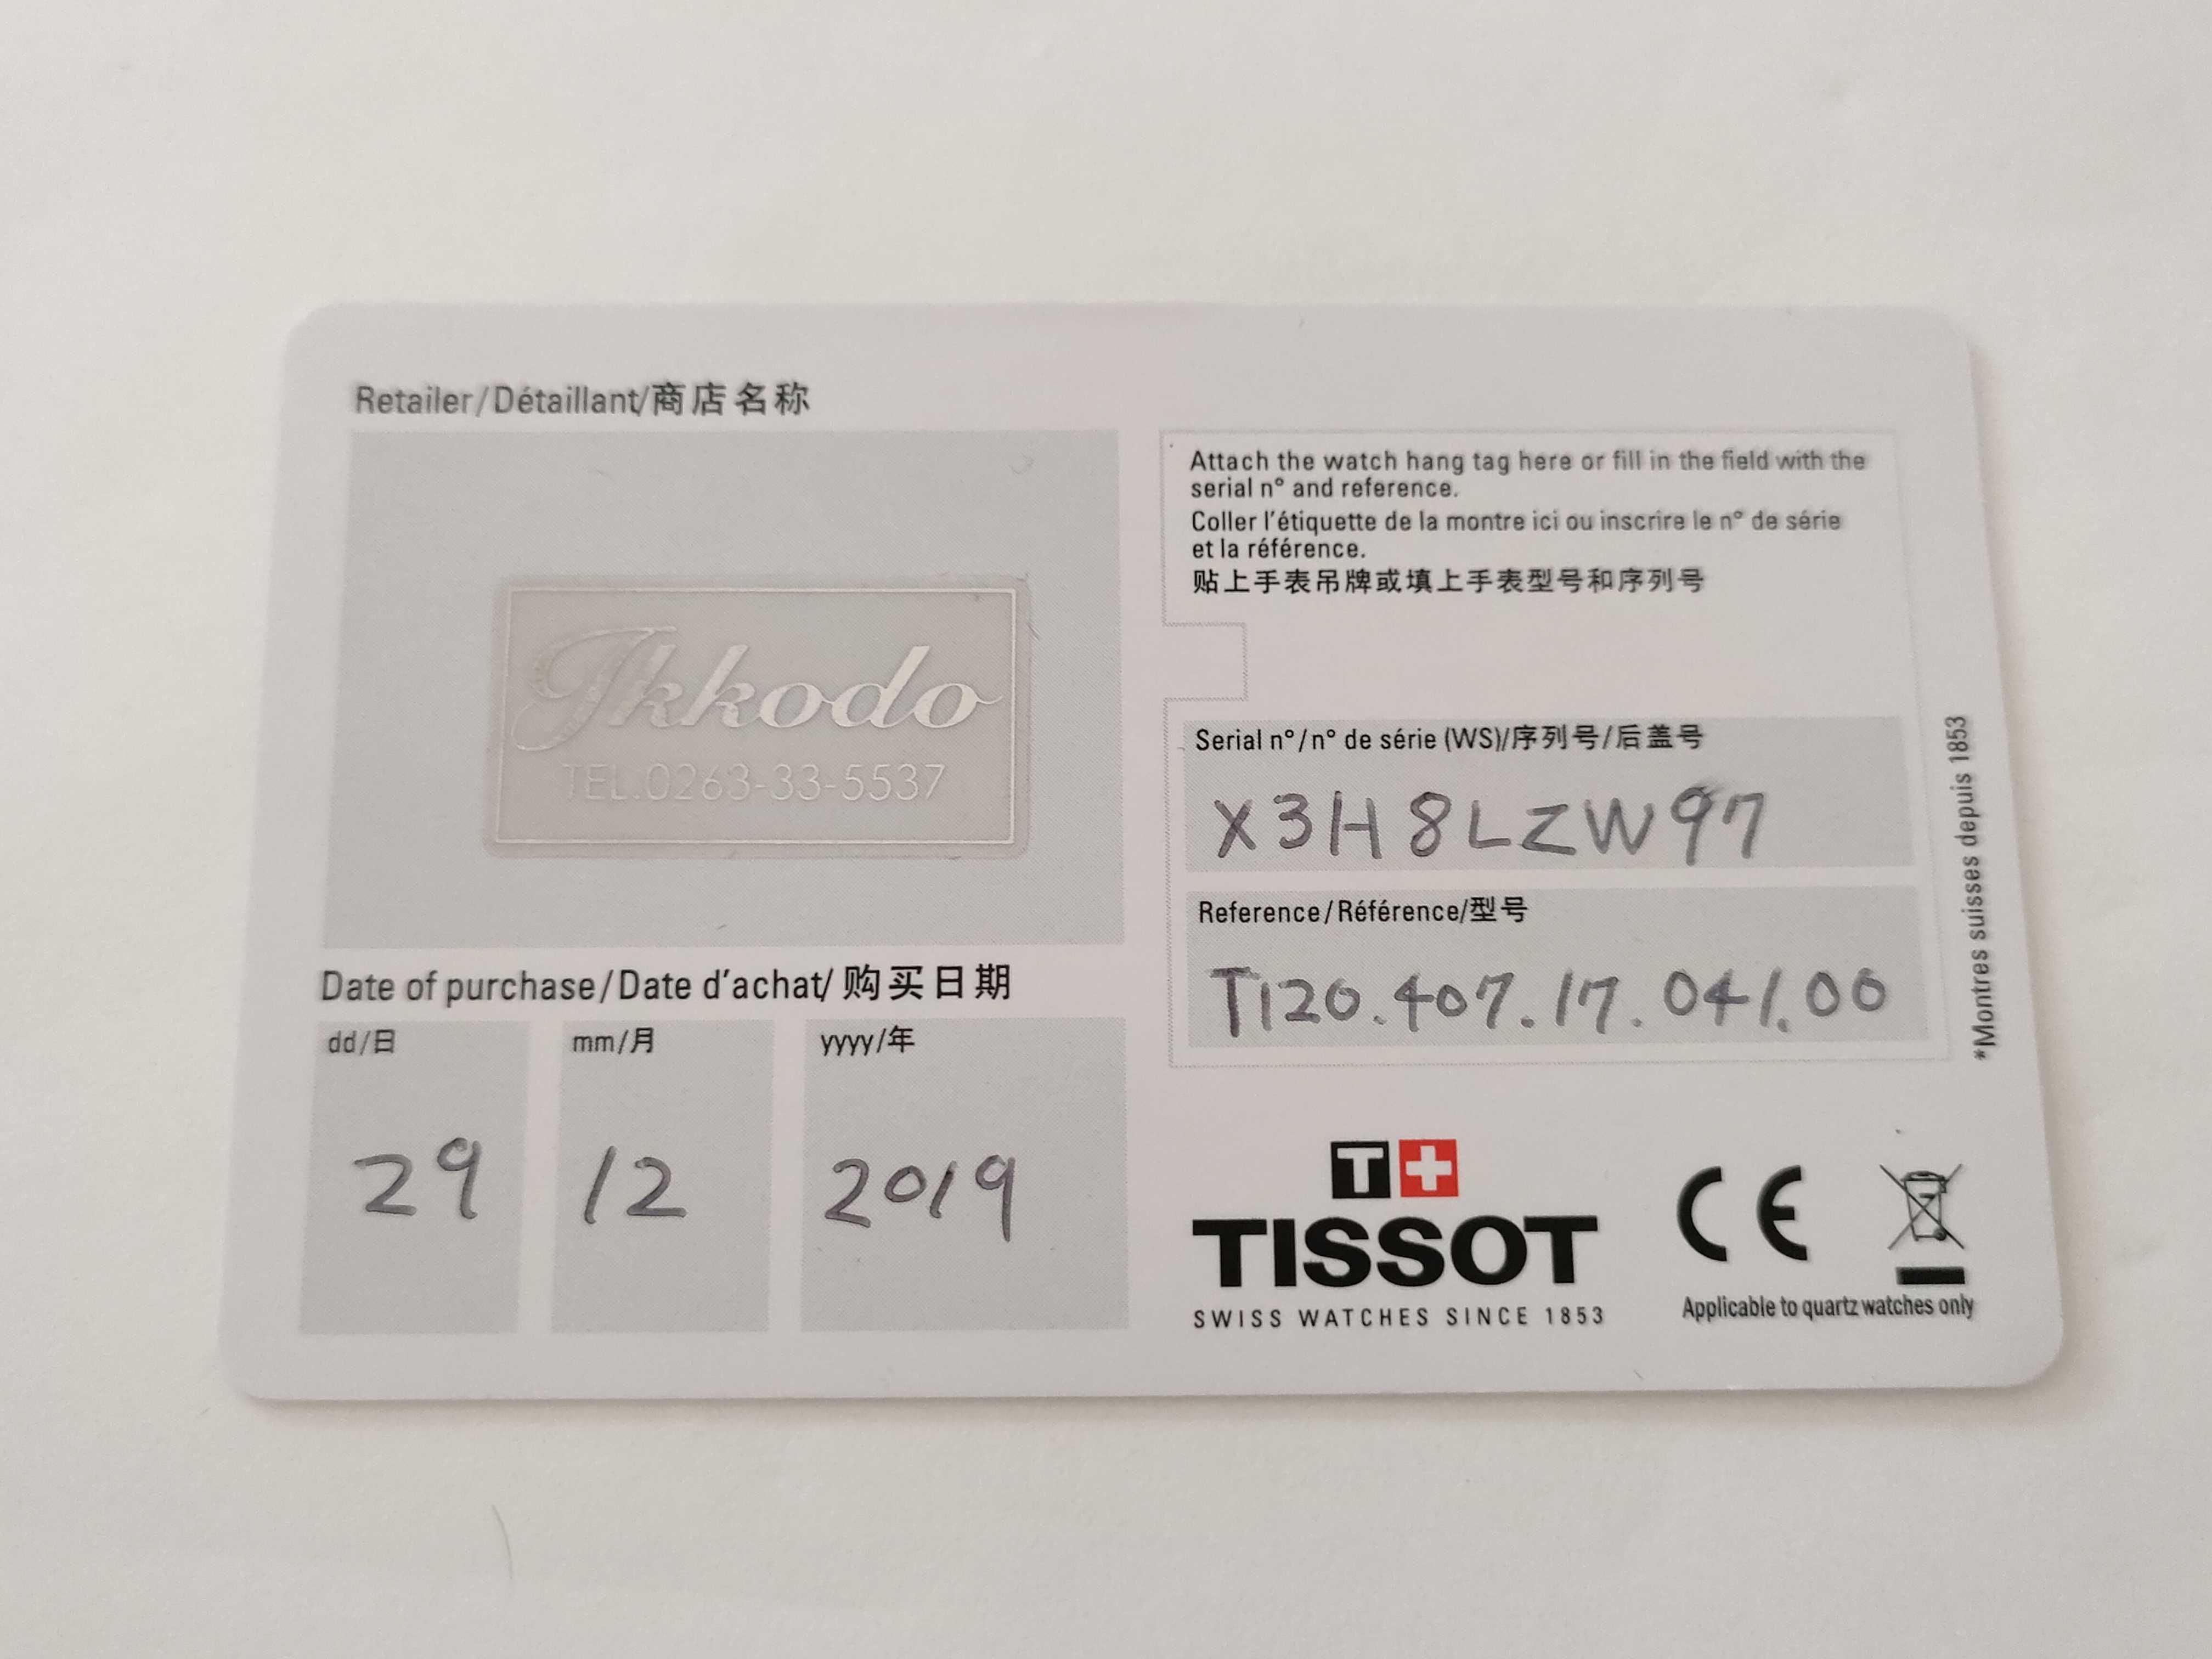 Retailer/Détaillant/商店名称
Ikkodo
TEL.0263-33-5537
Date of purchase/Date d'achat/购买日期
dd/日
29
mm/月
12
yyyy/年
2019
Attach the watch hang tag here or fill in the field with the
serial n° and reference.
Coller l'étiquette de la montre ici ou inscrire le n° de série
et la référence.
贴上手表吊牌或填上手表型号和序列号
Serial n°/n° de série (WS)/序列号/后盖号
X3H8LZW97
Reference/Référence/型号
T120.407.17.041.00
*Montres suisses depuis 1853
T+
TISSOT
SWISS WATCHES SINCE 1853
CE
Applicable to quartz watches only